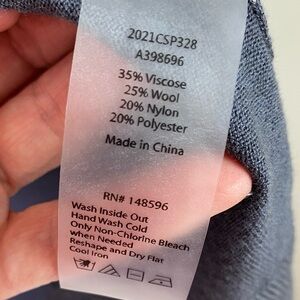 2021CSP328
A398696
35% Viscose
25% Wool
20% Nylon
20% Polyester
Made in China
RN# 148596
Wash Inside Out
Hand Wash Cold
Only Non-Chlorine Bleach
when Needed
Reshape and Dry Flat
Cool Iron